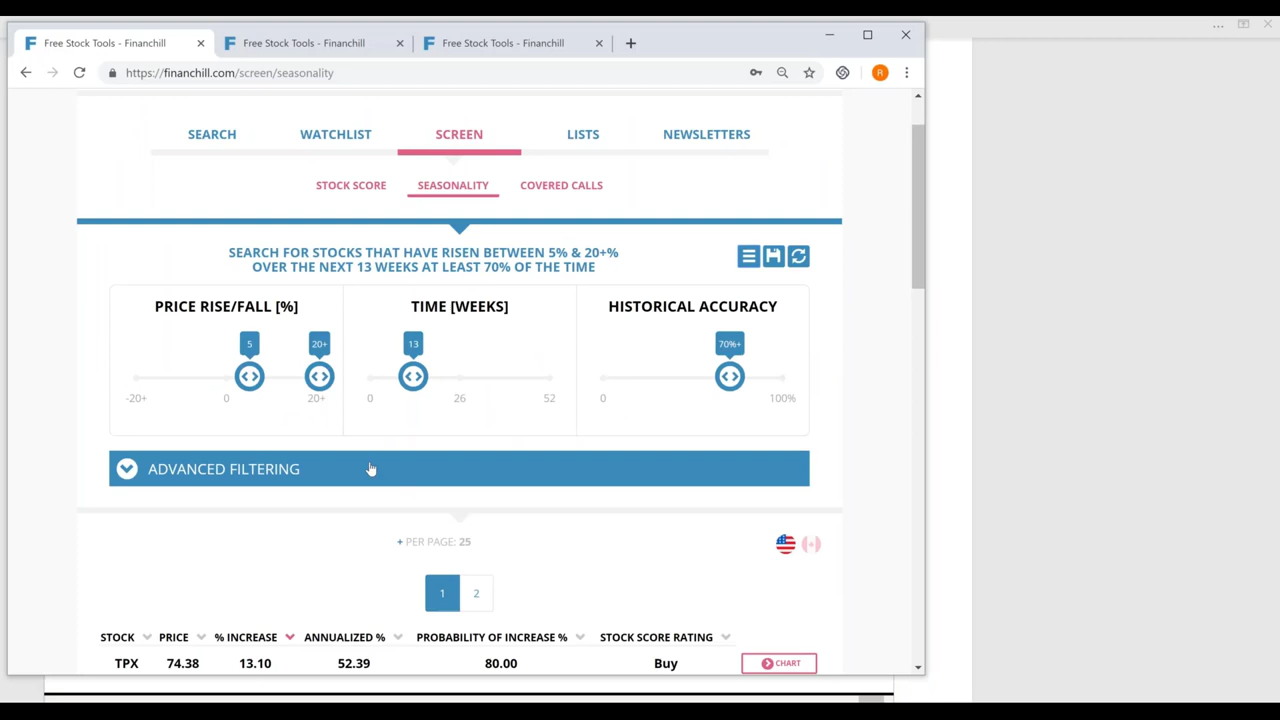 Free Stock Tools - Financhill
Free Stock Tools - Financhill
Free Stock Tools - Financhill
https://financhill.com/screen/seasonality
R
SEARCH WATCHLIST SCREEN LISTS NEWSLETTERS
STOCK SCORE SEASONALITY COVERED CALLS
SEARCH FOR STOCKS THAT HAVE RISEN BETWEEN 5% & 20+%
OVER THE NEXT 13 WEEKS AT LEAST 70% OF THE TIME
PRICE RISE/FALL [%] TIME [WEEKS] HISTORICAL ACCURACY
5 20+ 13 70%+
-20+ 0 20+ 0 26 52 0 100%
ADVANCED FILTERING
+ PER PAGE: 25
1 2
STOCK PRICE % INCREASE ANNUALIZED % PROBABILITY OF INCREASE % STOCK SCORE RATING
TPX 74.38 13.10 52.39 80.00 Buy CHART